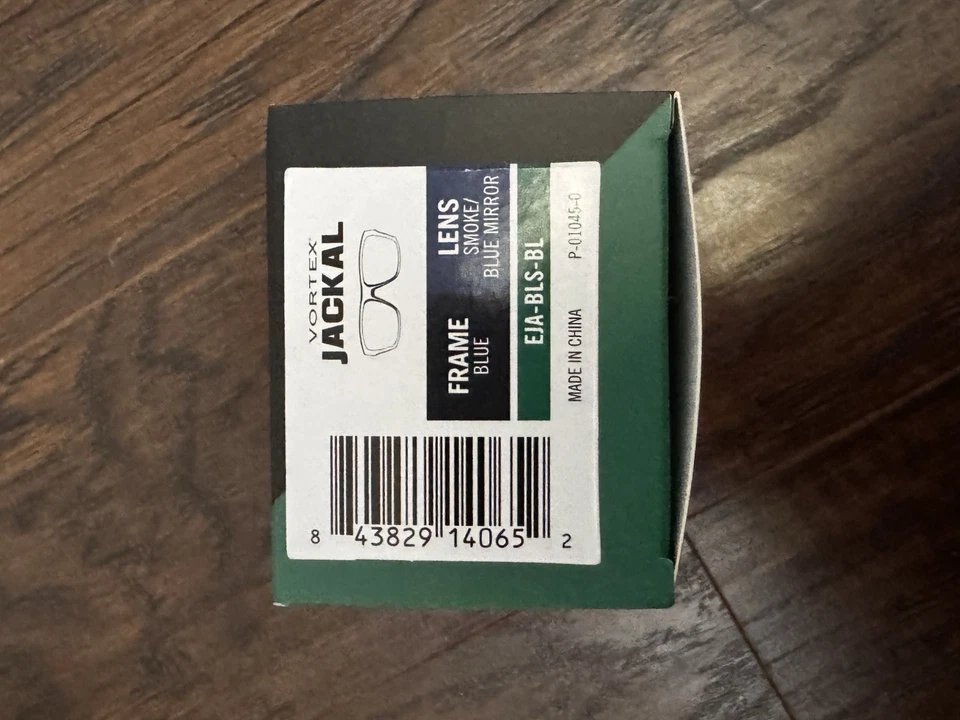 VORTEX
JACKAL
FRAME
BLUE
LENS
SMOKE/
BLUE MIRROR
EJA-BLS-BL
MADE IN CHINA P-01045-0
8 43829 14065 2